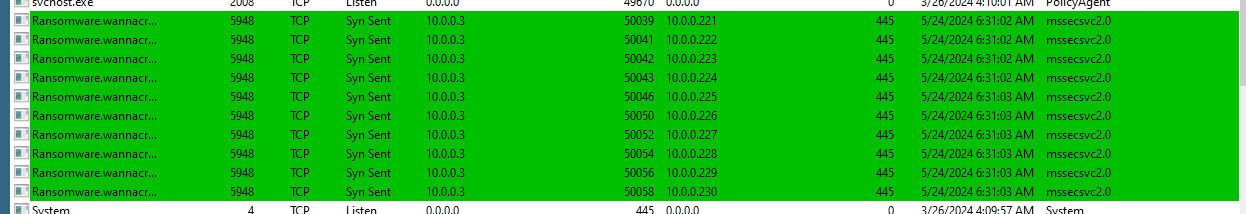 svchost.exe 2008 TCP Listen 0.0.0.0 49670 0.0.0.0 0 3/26/2024 4:10:01 AM PolicyAgent
Ransomware.wannacr... 5948 TCP Syn Sent 10.0.0.3 50039 10.0.0.221 445 5/24/2024 6:31:02 AM mssecsvc2.0
Ransomware.wannacr... 5948 TCP Syn Sent 10.0.0.3 50041 10.0.0.222 445 5/24/2024 6:31:02 AM mssecsvc2.0
Ransomware.wannacr... 5948 TCP Syn Sent 10.0.0.3 50042 10.0.0.223 445 5/24/2024 6:31:02 AM mssecsvc2.0
Ransomware.wannacr... 5948 TCP Syn Sent 10.0.0.3 50043 10.0.0.224 445 5/24/2024 6:31:02 AM mssecsvc2.0
Ransomware.wannacr... 5948 TCP Syn Sent 10.0.0.3 50046 10.0.0.225 445 5/24/2024 6:31:03 AM mssecsvc2.0
Ransomware.wannacr... 5948 TCP Syn Sent 10.0.0.3 50050 10.0.0.226 445 5/24/2024 6:31:03 AM mssecsvc2.0
Ransomware.wannacr... 5948 TCP Syn Sent 10.0.0.3 50052 10.0.0.227 445 5/24/2024 6:31:03 AM mssecsvc2.0
Ransomware.wannacr... 5948 TCP Syn Sent 10.0.0.3 50054 10.0.0.228 445 5/24/2024 6:31:03 AM mssecsvc2.0
Ransomware.wannacr... 5948 TCP Syn Sent 10.0.0.3 50056 10.0.0.229 445 5/24/2024 6:31:03 AM mssecsvc2.0
Ransomware.wannacr... 5948 TCP Syn Sent 10.0.0.3 50058 10.0.0.230 445 5/24/2024 6:31:03 AM mssecsvc2.0
System 4 TCP Listen 0.0.0.0 445 0.0.0.0 0 3/26/2024 4:09:57 AM System